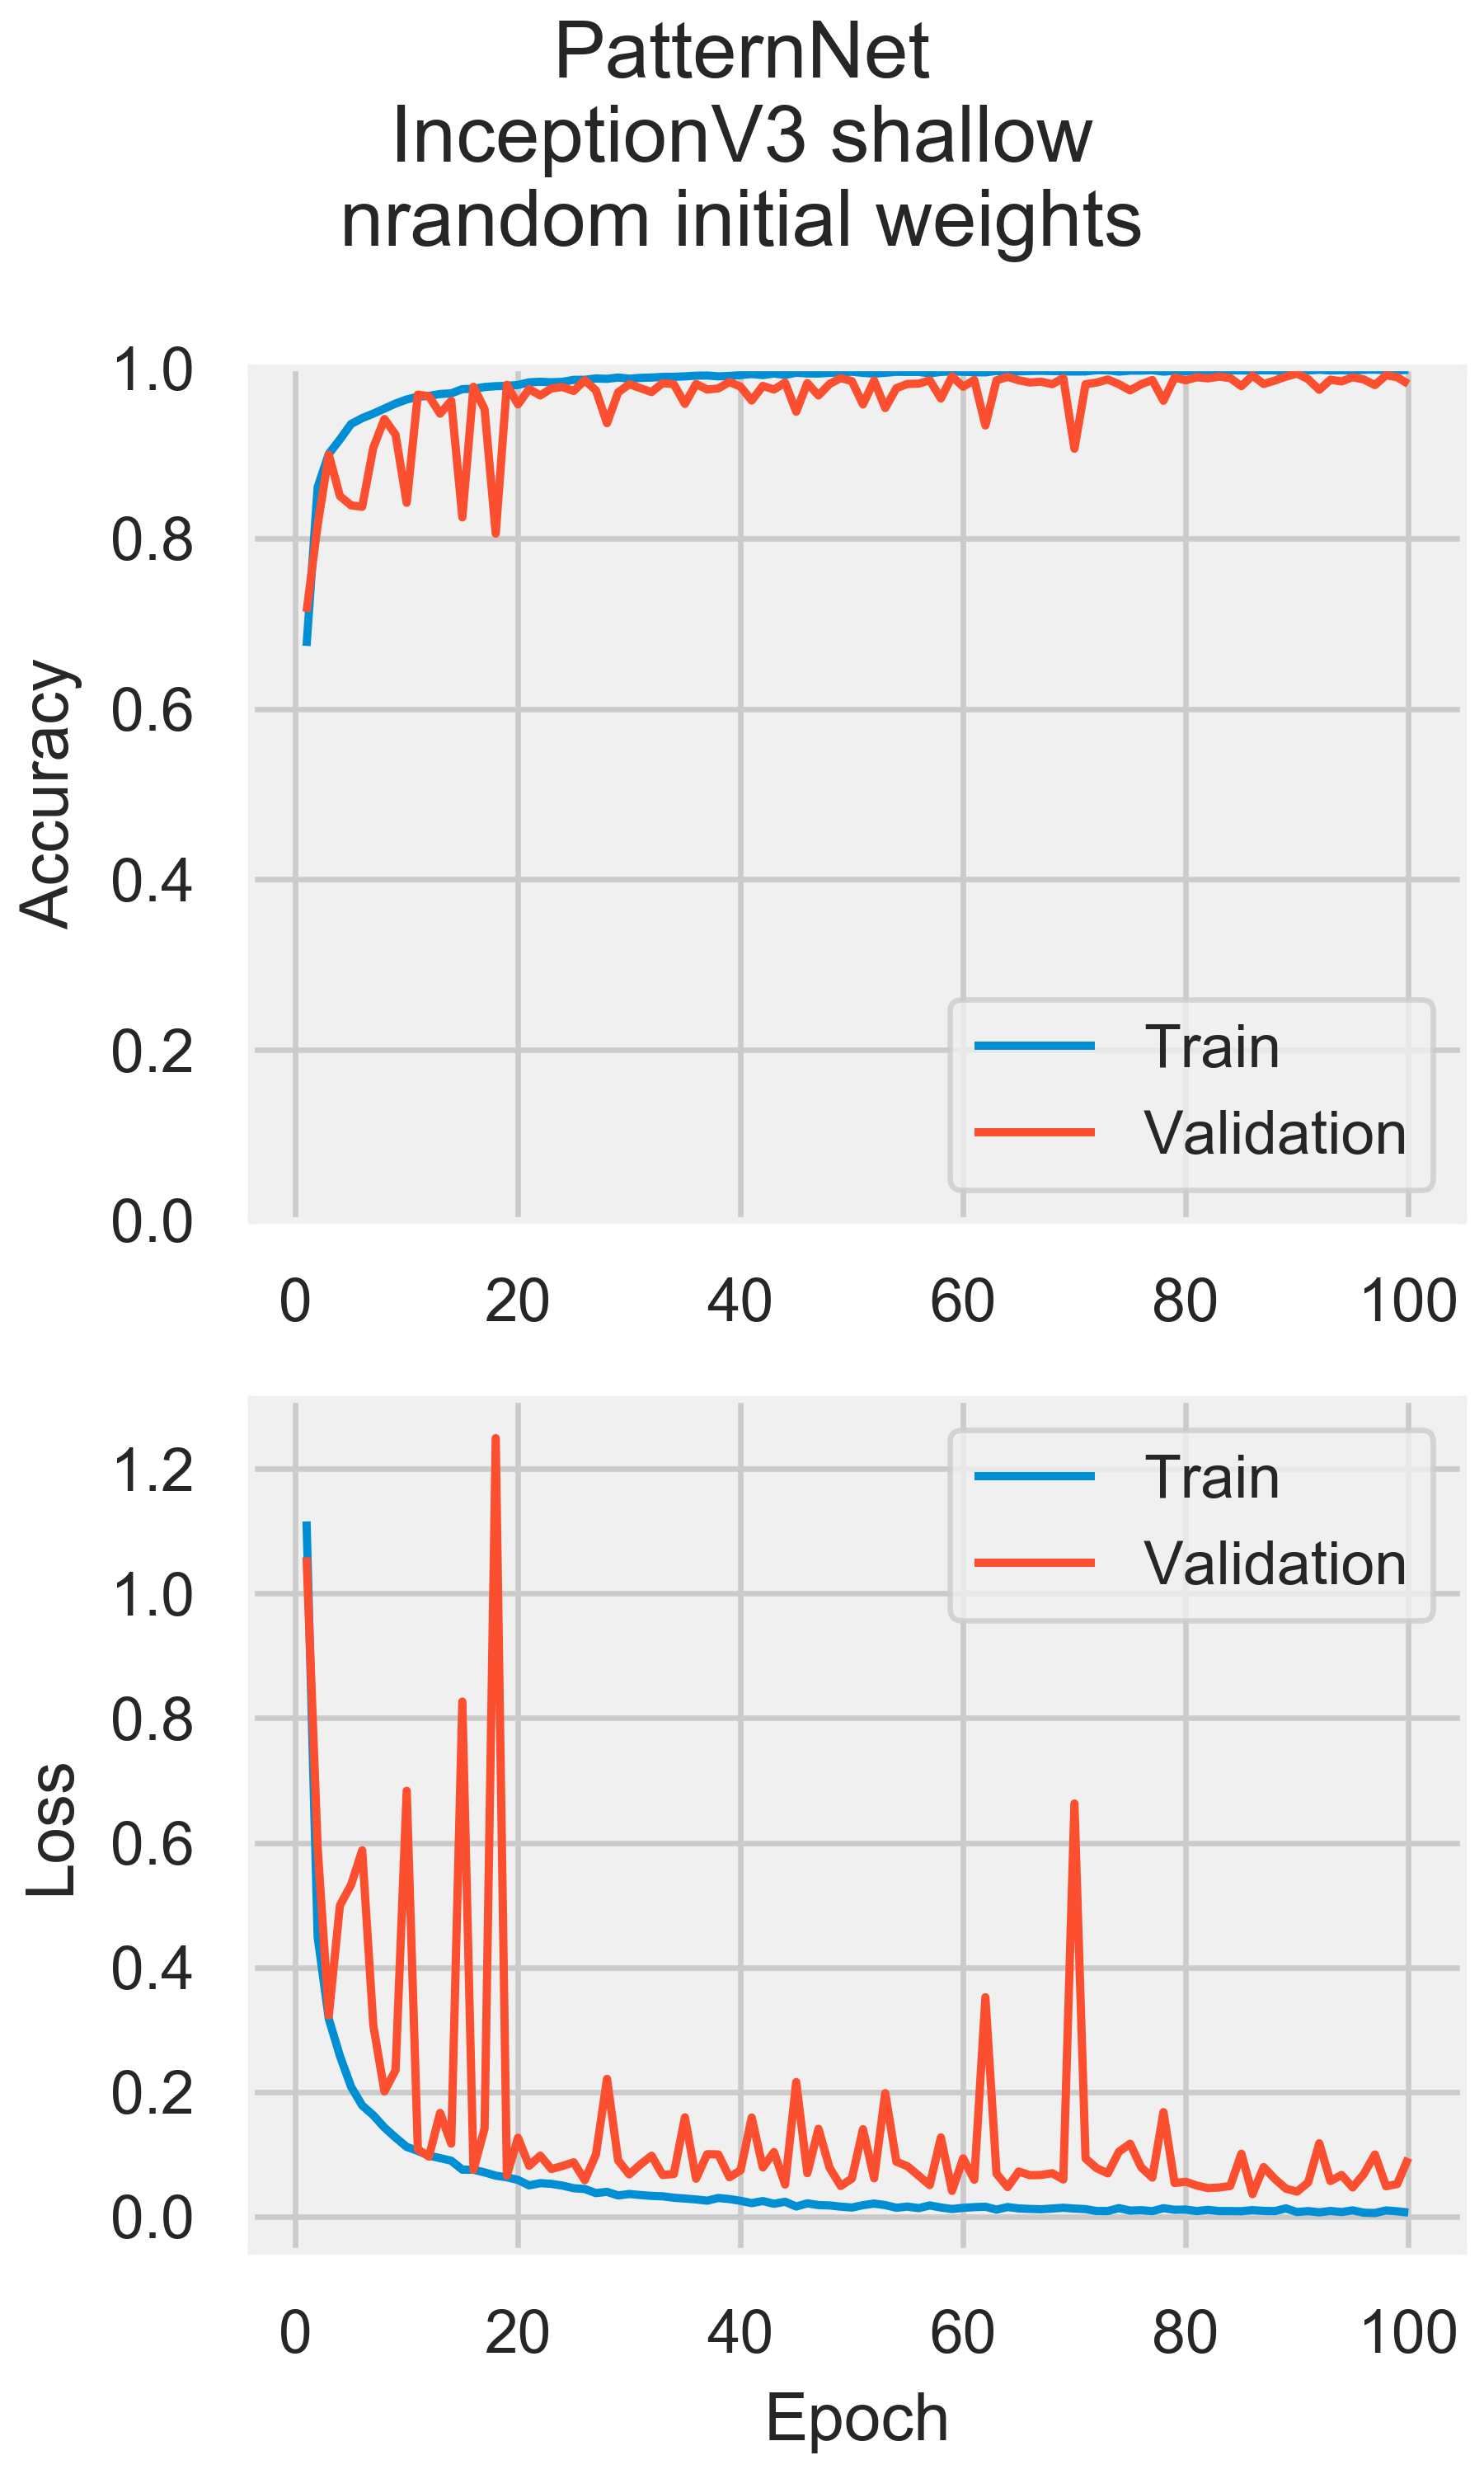 PatternNet
InceptionV3 shallow
nrandom initial weights
1.0
0.8
0.6
0.4
0.2
0.0
Accuracy
Train
Validation
0 20 40 60 80 100
1.2
1.0
0.8
0.6
0.4
0.2
0.0
Loss
Train
Validation
0 20 40 60 80 100
Epoch